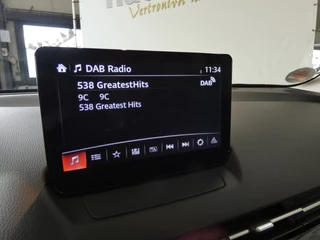 DAB Radio
11:34
538 GreatestHits
DAB
9C 9C
538 Greatest Hits